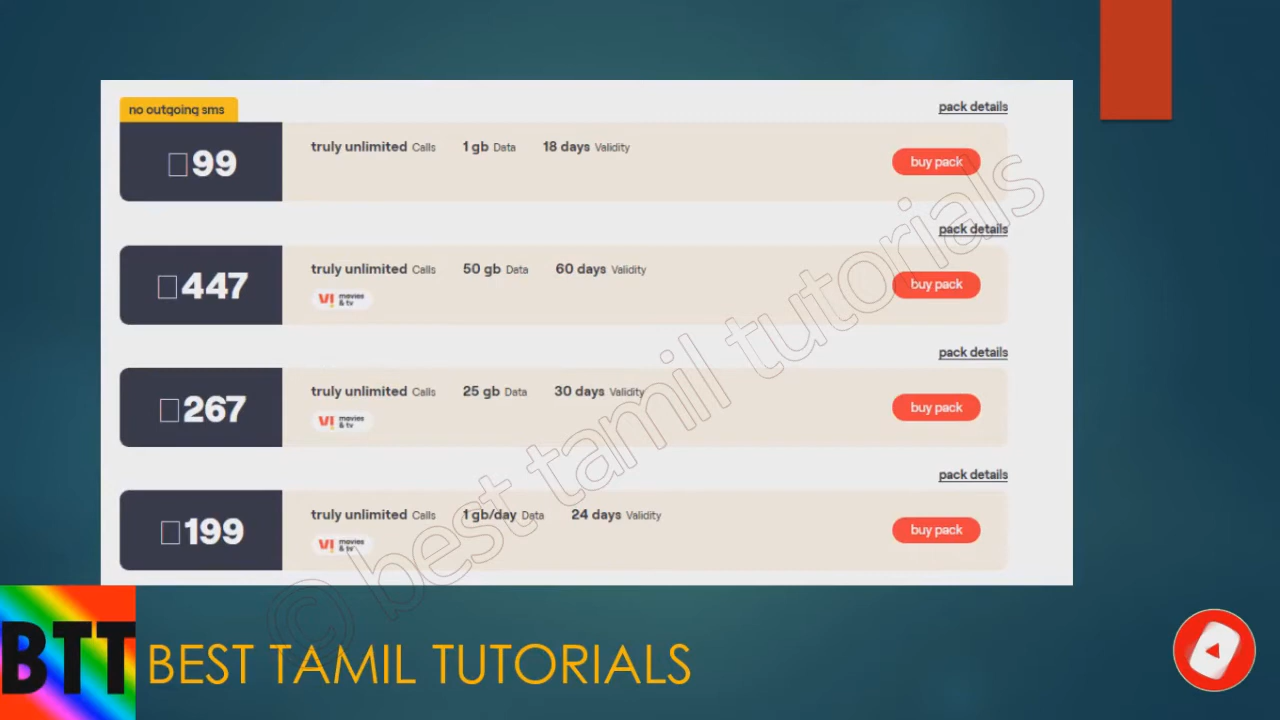 no outgoing sms
pack details
99
truly unlimited Calls 1 gb Data 18 days Validity
buy pack
pack details
447
truly unlimited Calls 50 gb Data 60 days Validity
buy pack
V! movies & tv
pack details
267
truly unlimited Calls 25 gb Data 30 days Validity
buy pack
V! movies & tv
pack details
199
truly unlimited Calls 1 gb/day Data 24 days Validity
buy pack
V! movies & tv
© best tamil tutorials
BTT
BEST TAMIL TUTORIALS